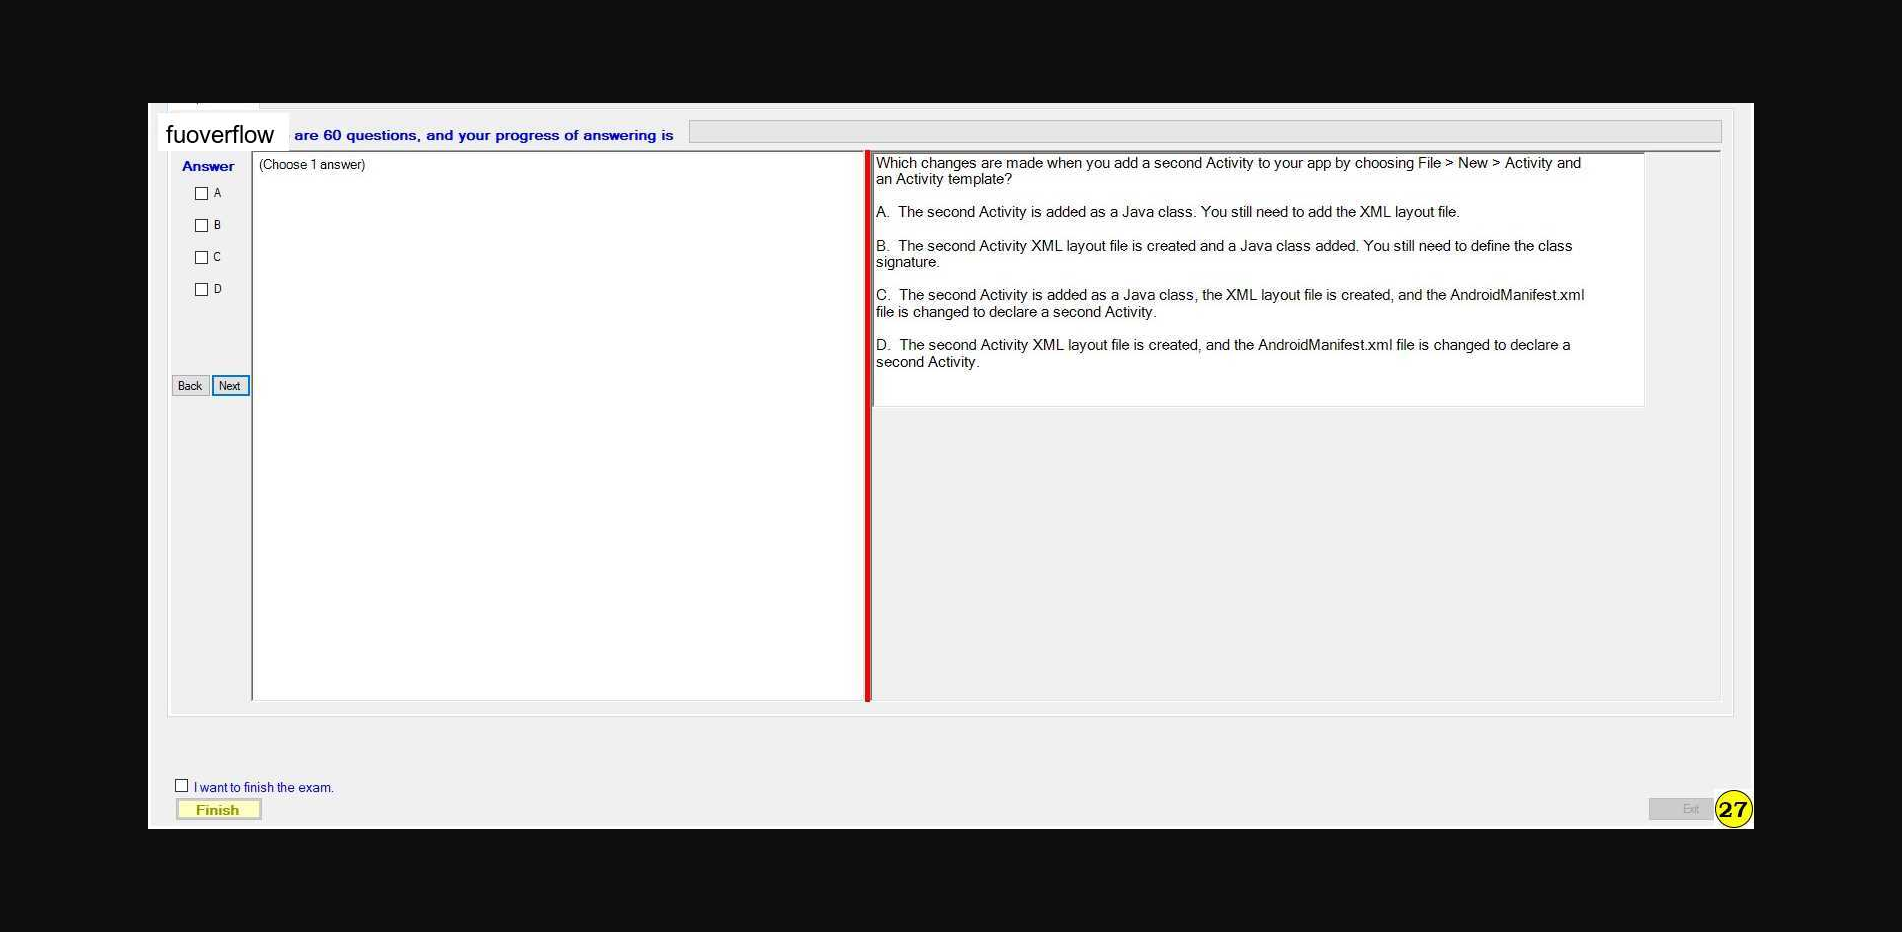 fuoverflow are 60 questions, and your progress of answering is
Answer
(Choose 1 answer)
A
B
C
D
Back Next
Which changes are made when you add a second Activity to your app by choosing File > New > Activity and
an Activity template?
A. The second Activity is added as a Java class. You still need to add the XML layout file.
B. The second Activity XML layout file is created and a Java class added. You still need to define the class
signature.
C. The second Activity is added as a Java class, the XML layout file is created, and the AndroidManifest.xml
file is changed to declare a second Activity.
D. The second Activity XML layout file is created, and the AndroidManifest.xml file is changed to declare a
second Activity.
I want to finish the exam.
Finish
Exit
27